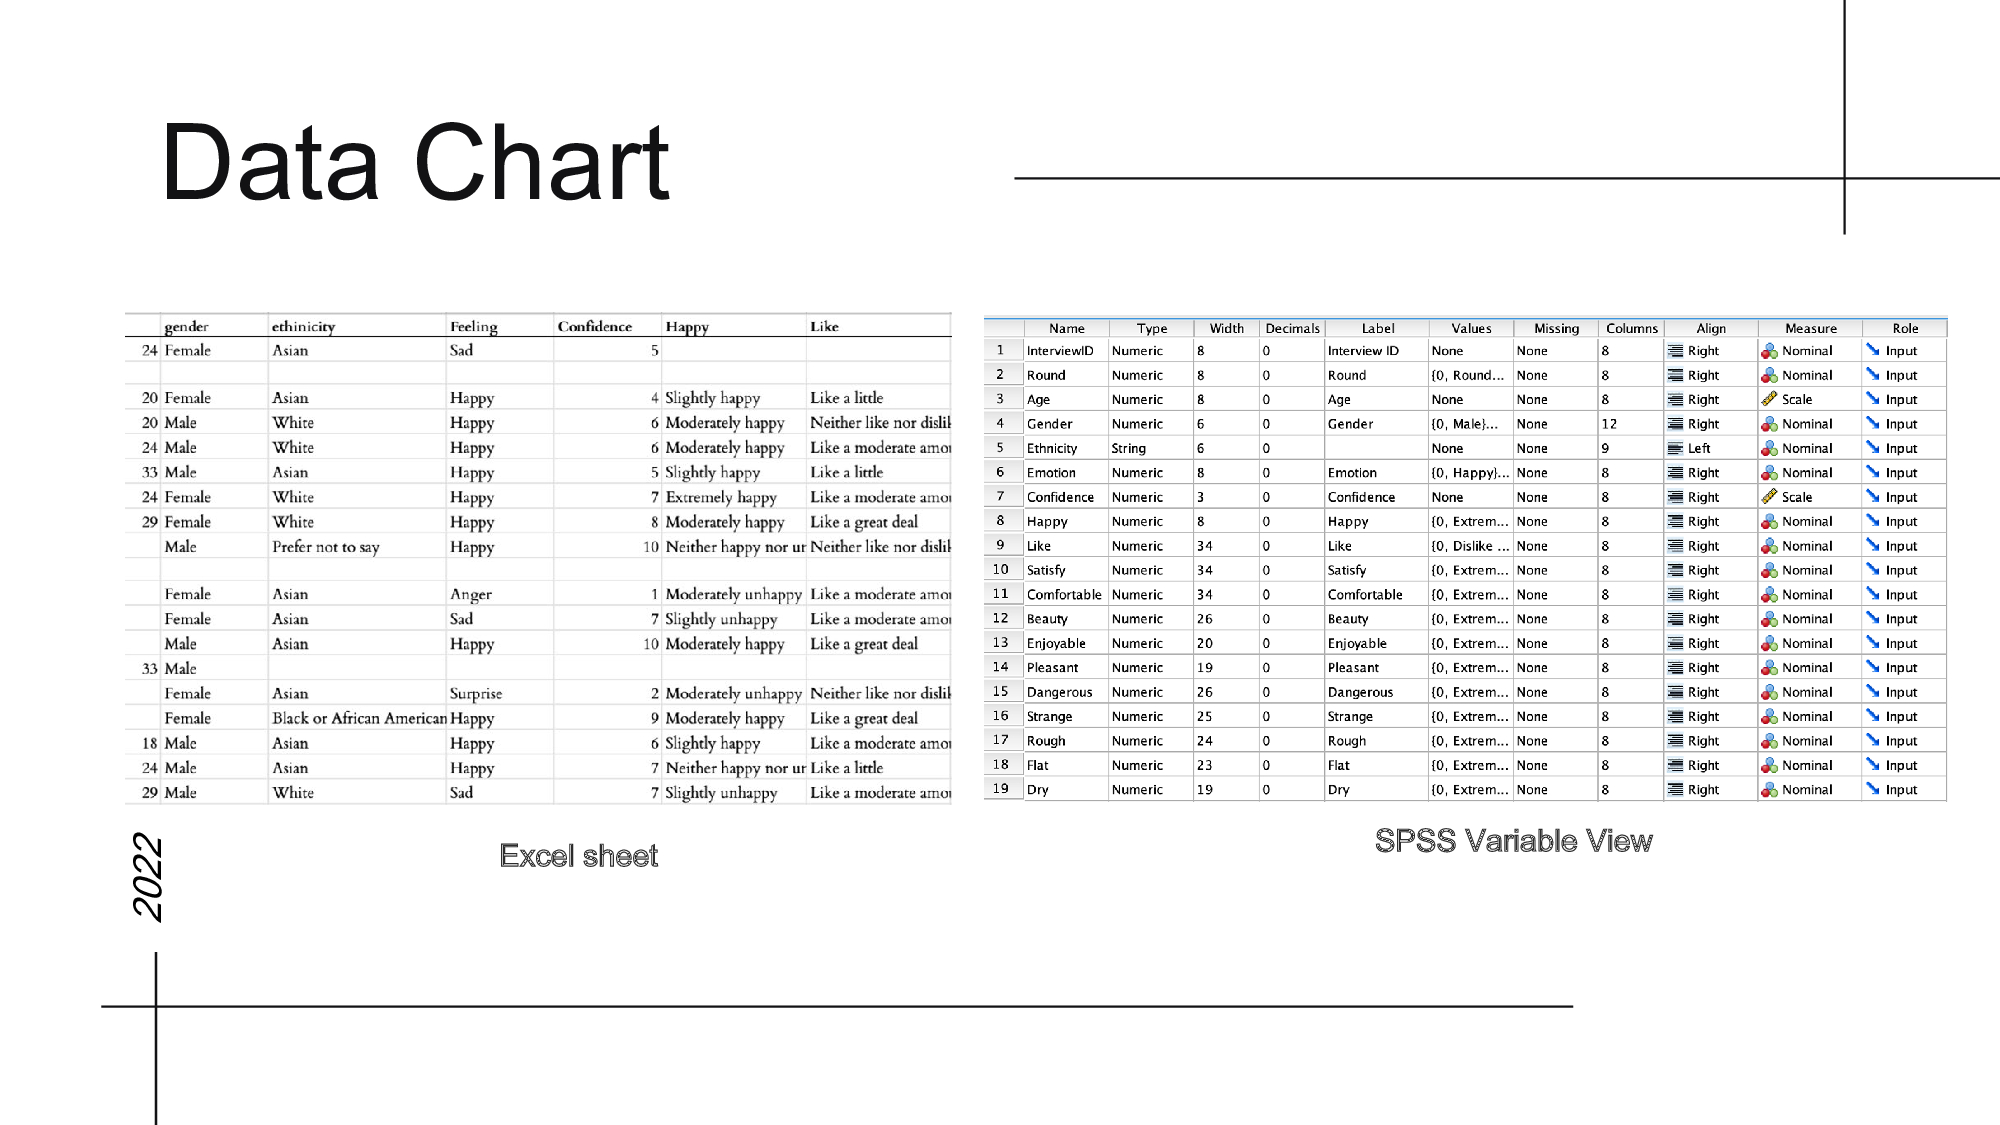 Data Chart
gender ethinicity Feeling Confidence Happy Like
24 Female Asian Sad 5
20 Female Asian Happy 4 Slightly happy Like a little
20 Male White Happy 6 Moderately happy Neither like nor dislik
24 Male White Happy 6 Moderately happy Like a moderate amou
33 Male Asian Happy 5 Slightly happy Like a little
24 Female White Happy 7 Extremely happy Like a moderate amou
29 Female White Happy 8 Moderately happy Like a great deal
Male Prefer not to say Happy 10 Neither happy nor ur Neither like nor dislik
Female Asian Anger 1 Moderately unhappy Like a moderate amou
Female Asian Sad 7 Slightly unhappy Like a moderate amou
Male Asian Happy 10 Moderately happy Like a great deal
33 Male
Female Asian Surprise 2 Moderately unhappy Neither like nor dislik
Female Black or African American Happy 9 Moderately happy Like a great deal
18 Male Asian Happy 6 Slightly happy Like a moderate amou
24 Male Asian Happy 7 Neither happy nor ur Like a little
29 Male White Sad 7 Slightly unhappy Like a moderate amou
Excel sheet
Name Type Width Decimals Label Values Missing Columns Align Measure Role
1 InterviewID Numeric 8 0 Interview ID None None 8 Right Nominal Input
2 Round Numeric 8 0 Round {0, Round... None 8 Right Nominal Input
3 Age Numeric 8 0 Age None None 8 Right Scale Input
4 Gender Numeric 6 0 Gender {0, Male}... None 12 Right Nominal Input
5 Ethnicity String 6 0 None None 9 Left Nominal Input
6 Emotion Numeric 8 0 Emotion {0, Happy}... None 8 Right Nominal Input
7 Confidence Numeric 3 0 Confidence None None 8 Right Scale Input
8 Happy Numeric 8 0 Happy {0, Extrem... None 8 Right Nominal Input
9 Like Numeric 34 0 Like {0, Dislike ... None 8 Right Nominal Input
10 Satisfy Numeric 34 0 Satisfy {0, Extrem... None 8 Right Nominal Input
11 Comfortable Numeric 34 0 Comfortable {0, Extrem... None 8 Right Nominal Input
12 Beauty Numeric 26 0 Beauty {0, Extrem... None 8 Right Nominal Input
13 Enjoyable Numeric 20 0 Enjoyable {0, Extrem... None 8 Right Nominal Input
14 Pleasant Numeric 19 0 Pleasant {0, Extrem... None 8 Right Nominal Input
15 Dangerous Numeric 26 0 Dangerous {0, Extrem... None 8 Right Nominal Input
16 Strange Numeric 25 0 Strange {0, Extrem... None 8 Right Nominal Input
17 Rough Numeric 24 0 Rough {0, Extrem... None 8 Right Nominal Input
18 Flat Numeric 23 0 Flat {0, Extrem... None 8 Right Nominal Input
19 Dry Numeric 19 0 Dry {0, Extrem... None 8 Right Nominal Input
SPSS Variable View
2022